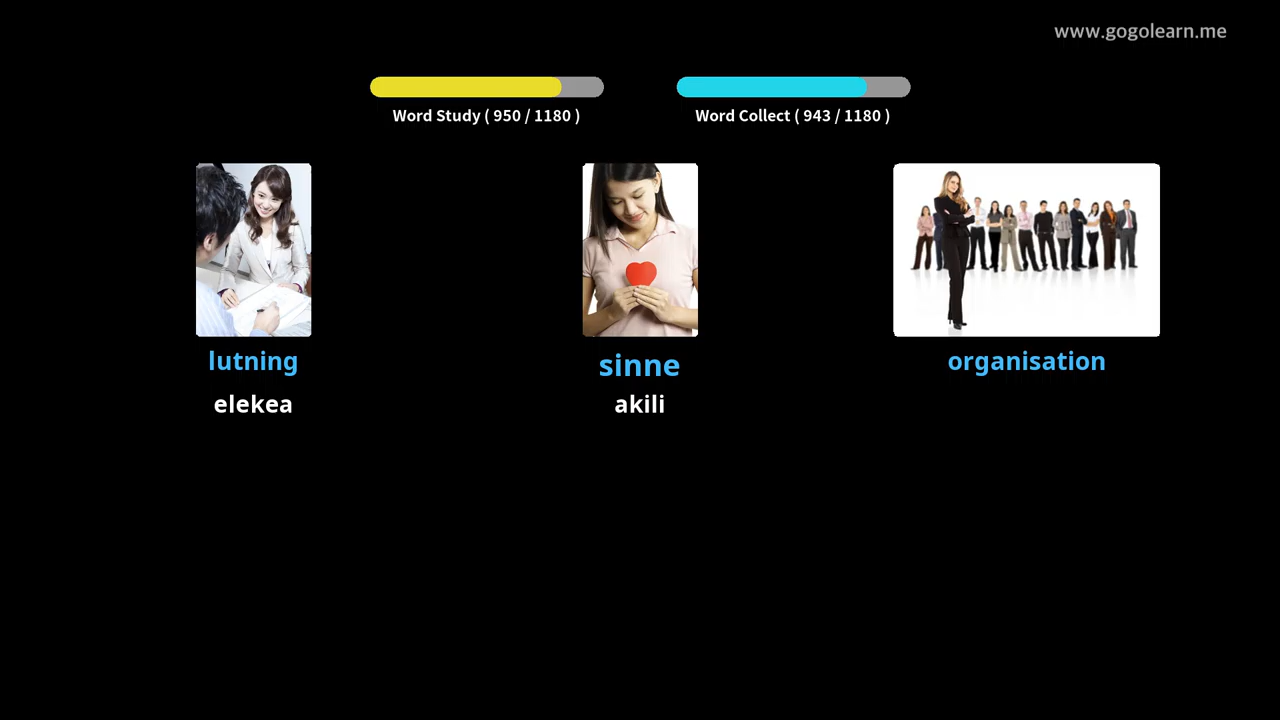 www.gogolearn.me
Word Study ( 950 / 1180 )
Word Collect ( 943 / 1180 )
lutning
sinne
organisation
elekea
akili